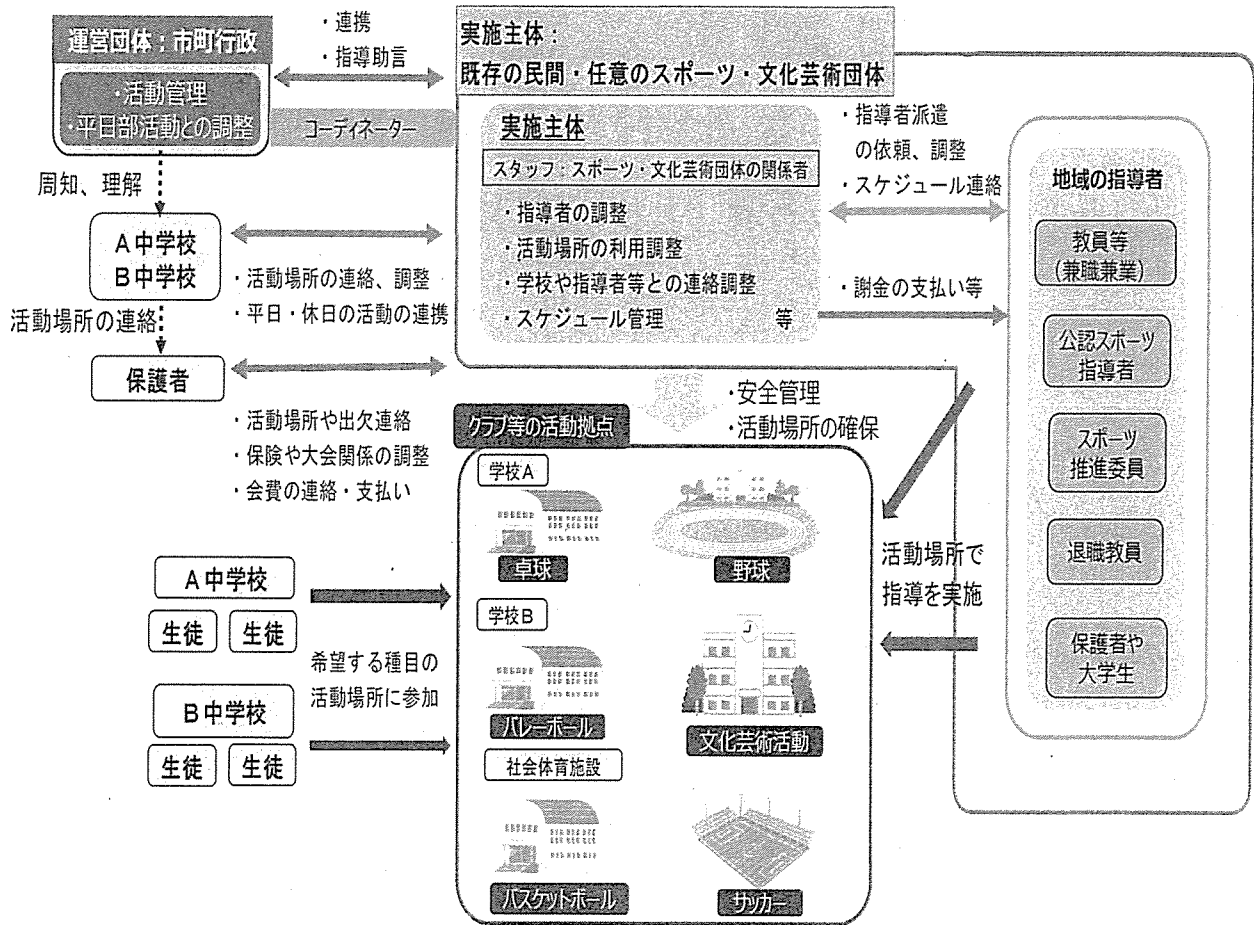 運営団体：市町行政
・活動管理
・平日部活動との調整
・連携
・指導助言
コーディネーター
実施主体：
既存の民間・任意のスポーツ・文化芸術団体
実施主体
スタッフ：スポーツ・文化芸術団体の関係者
・指導者の調整
・活動場所の利用調整
・学校や指導者等との連絡調整
・スケジュール管理　等
・指導者派遣
の依頼、調整
・スケジュール連絡
・謝金の支払い等
地域の指導者
教員等
（兼職兼業）
公認スポーツ
指導者
スポーツ
推進委員
退職教員
保護者や
大学生
周知、理解
A中学校
B中学校
・活動場所の連絡、調整
・平日・休日の活動の連携
活動場所の連絡
保護者
・活動場所や出欠連絡
・保険や大会関係の調整
・会費の連絡・支払い
・安全管理
・活動場所の確保
クラブ等の活動拠点
学校A
卓球
野球
学校B
バレーボール
文化芸術活動
社会体育施設
バスケットボール
サッカー
活動場所で
指導を実施
A中学校
生徒　生徒
希望する種目の
活動場所に参加
B中学校
生徒　生徒